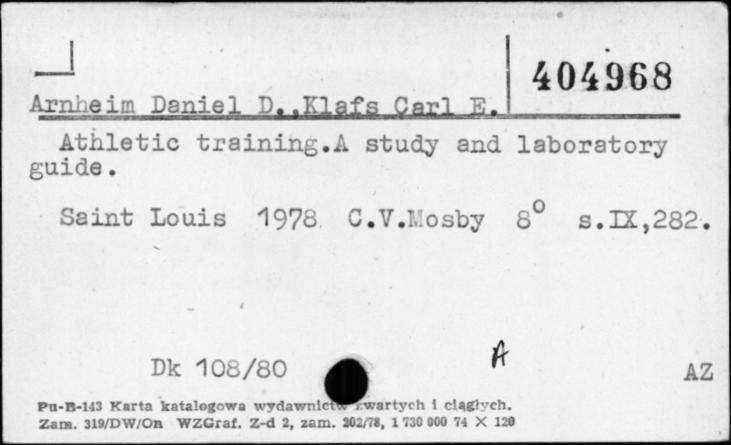 404968
Arnheim Daniel D.,Klafs Carl E.
Athletic training.A study and laboratory
guide.
Saint Louis 1978 C.V.Mosby 8° s.IX,282.
Dk 108/80 A AZ
Pu-B-143 Karta katalogowa wydawnictw zwartych i ciągłych.
Zam. 319/DW/On WZGraf. Z-d 2, zam. 202/78, 1 730 000 74 × 120